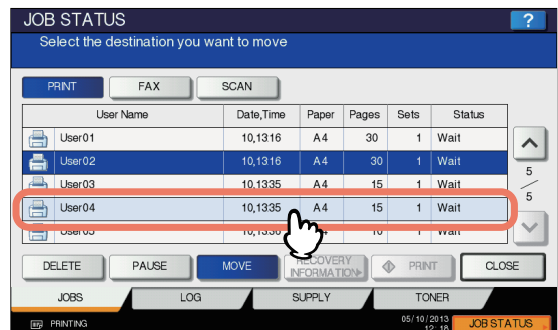 JOB STATUS
?
Select the destination you want to move
PRINT FAX SCAN
User Name Date,Time Paper Pages Sets Status
User01 10,13:16 A4 30 1 Wait
User02 10,13:16 A4 30 1 Wait
User03 10,13:35 A4 15 1 Wait
5
5
User04 10,13:35 A4 15 1 Wait
DELETE PAUSE MOVE RECOVERY INFORMATION PRINT CLOSE
JOBS LOG SUPPLY TONER
PRINTING
05/10/2013
12:18
JOB STATUS